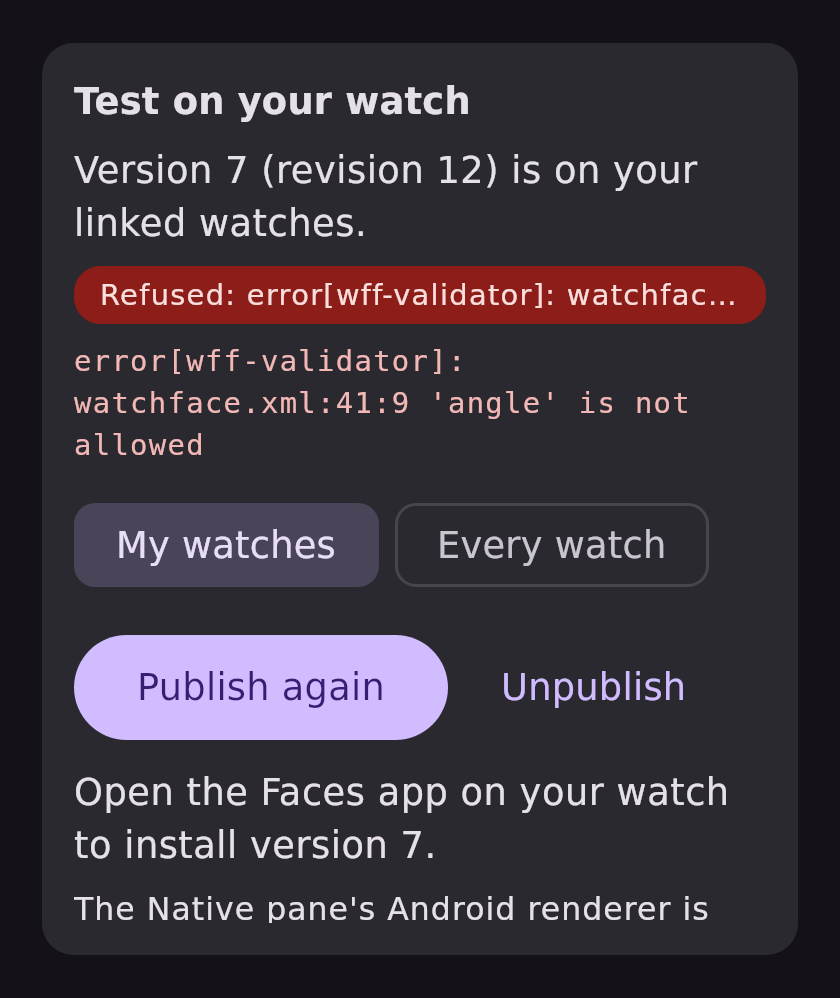 Test on your watch
Version 7 (revision 12) is on your
linked watches.
Refused: error[wff-validator]: watchfac…
error[wff-validator]:
watchface.xml:41:9 'angle' is not
allowed
My watches
Every watch
Publish again
Unpublish
Open the Faces app on your watch
to install version 7.
The Native pane's Android renderer is